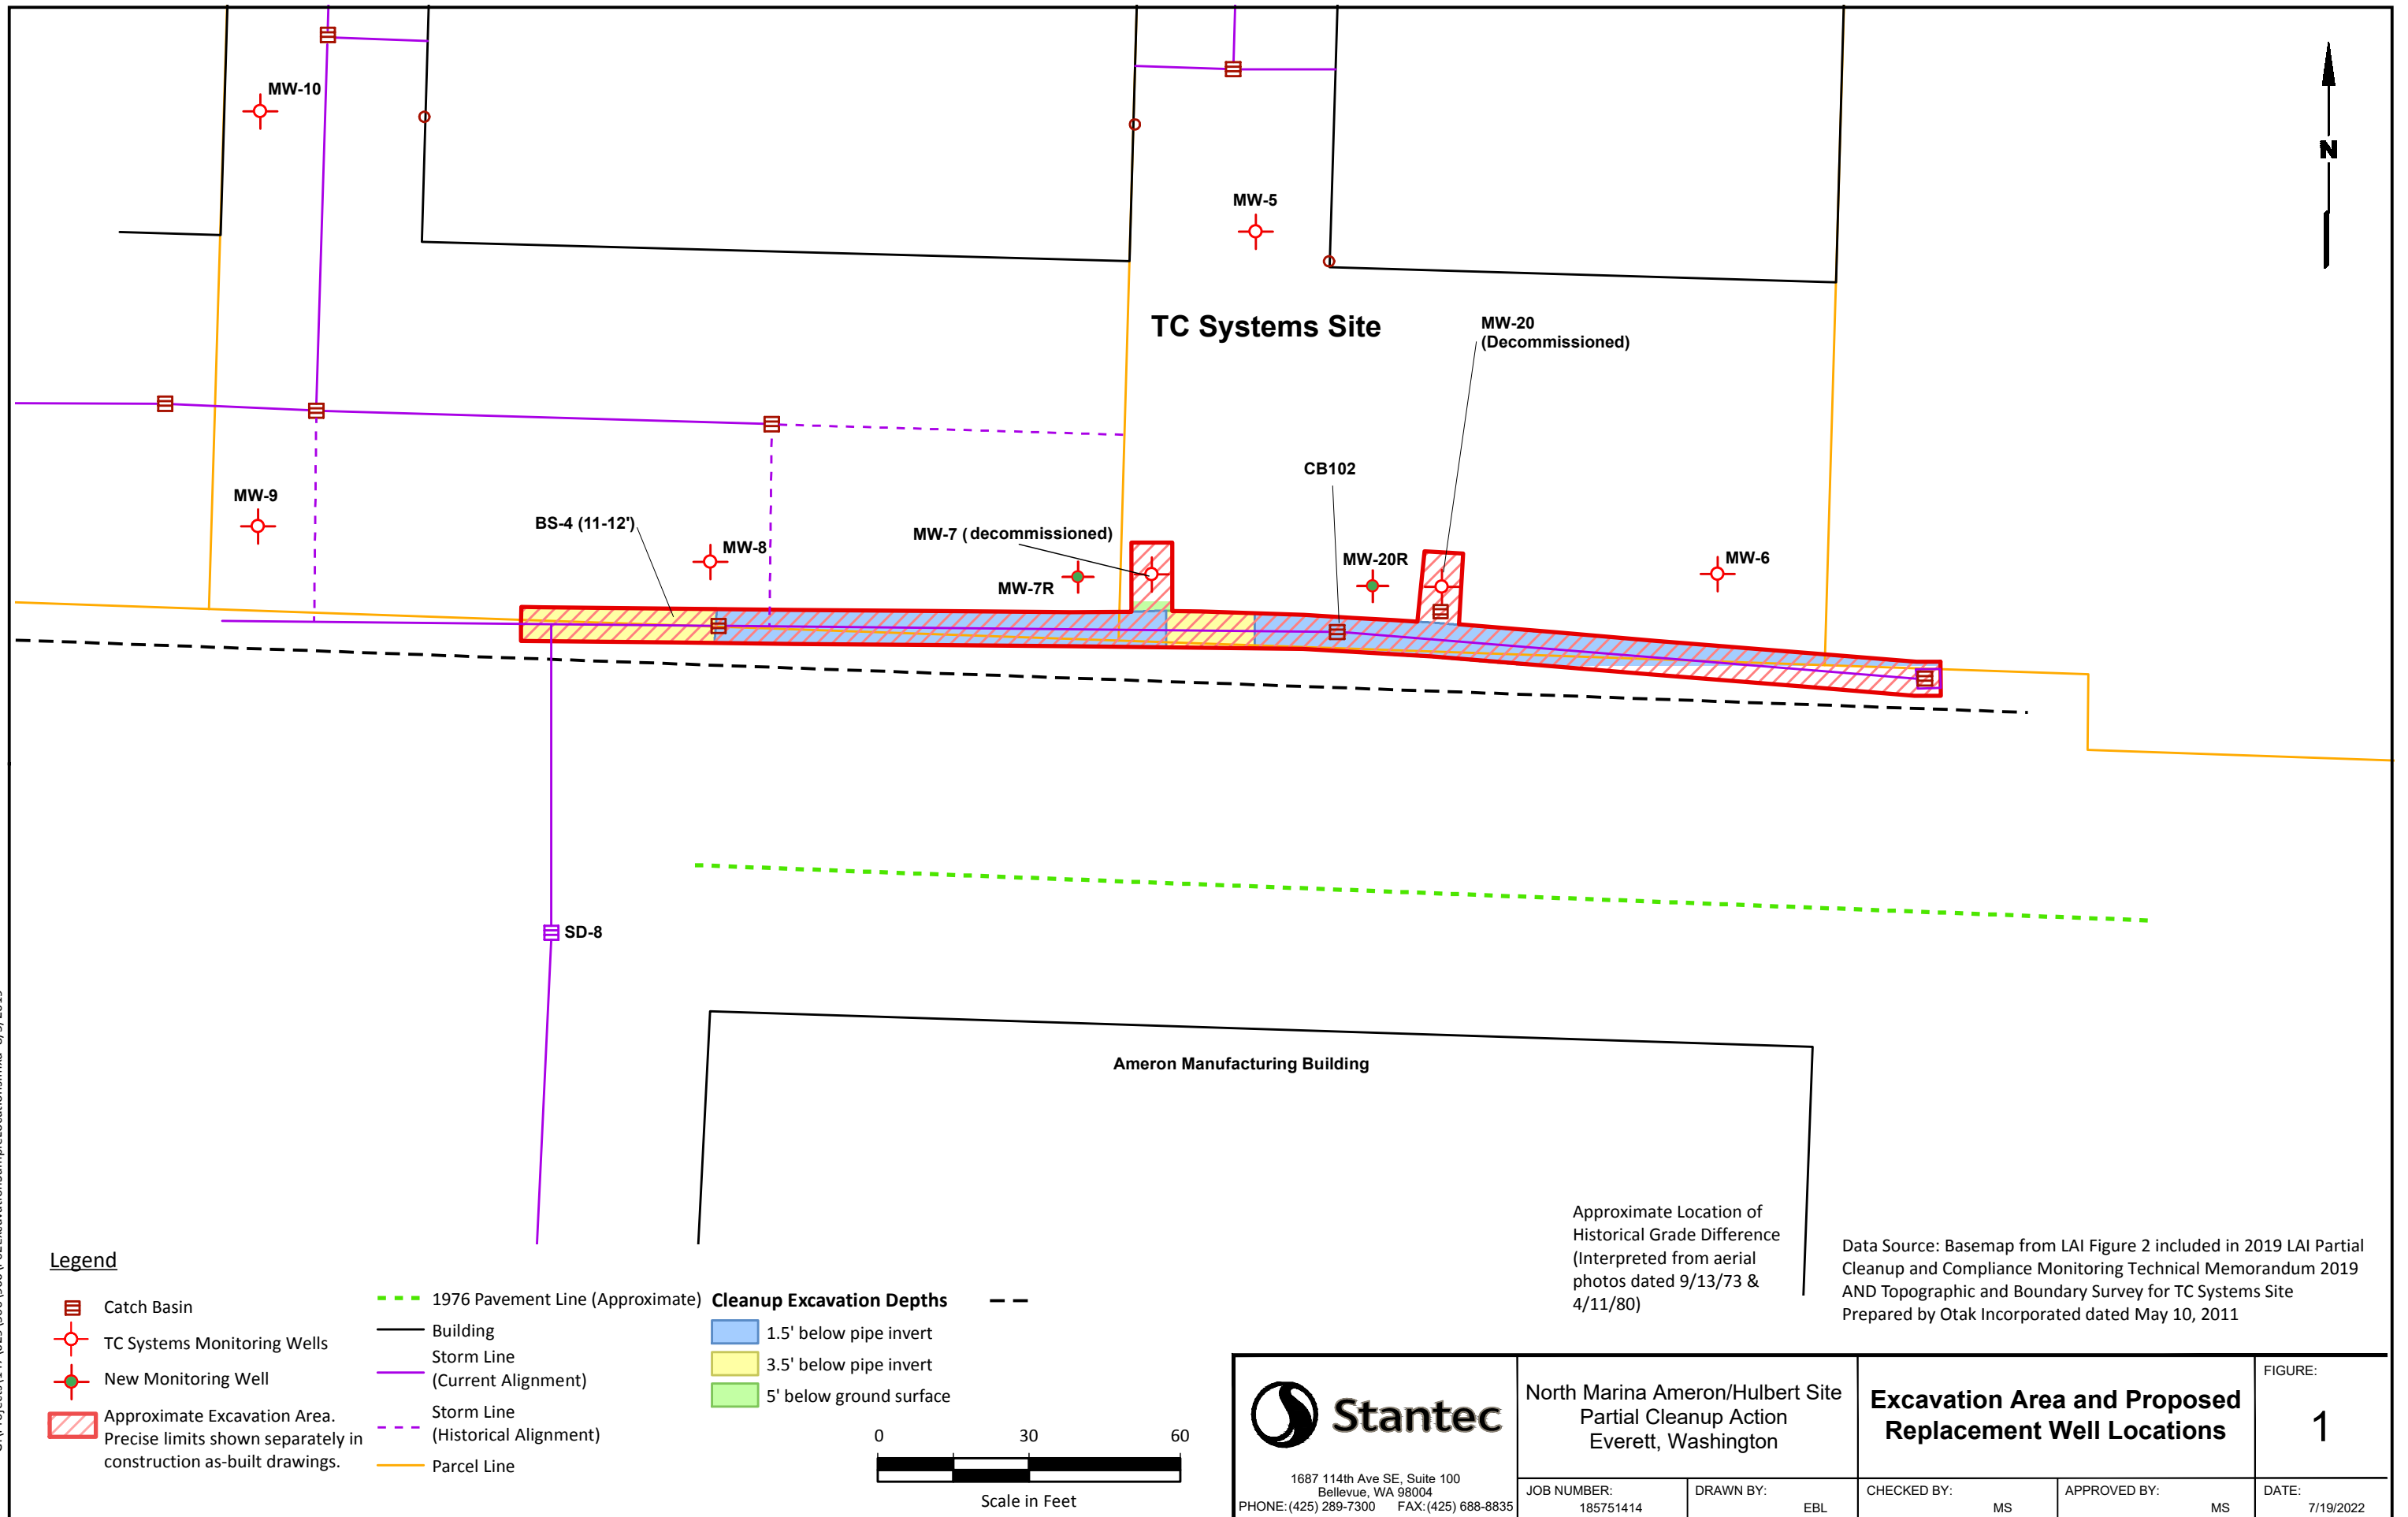 MW-10
N
MW-5
TC Systems Site
MW-20
(Decommissioned)
CB102
MW-9
BS-4 (11-12')
MW-8
MW-7 (decommissioned)
MW-7R
MW-20R
MW-6
SD-8
Ameron Manufacturing Building
Approximate Location of
Historical Grade Difference
(Interpreted from aerial
photos dated 9/13/73 &
4/11/80)
Data Source: Basemap from LAI Figure 2 included in 2019 LAI Partial
Cleanup and Compliance Monitoring Technical Memorandum 2019
AND Topographic and Boundary Survey for TC Systems Site
Prepared by Otak Incorporated dated May 10, 2011
Legend
Catch Basin
TC Systems Monitoring Wells
New Monitoring Well
Approximate Excavation Area.
Precise limits shown separately in
construction as-built drawings.
1976 Pavement Line (Approximate)
Building
Storm Line
(Current Alignment)
Storm Line
(Historical Alignment)
Parcel Line
Cleanup Excavation Depths
1.5' below pipe invert
3.5' below pipe invert
5' below ground surface
0 30 60
Scale in Feet
Stantec
1687 114th Ave SE, Suite 100
Bellevue, WA 98004
PHONE:(425) 289-7300 FAX:(425) 688-8835
North Marina Ameron/Hulbert Site
Partial Cleanup Action
Everett, Washington
Excavation Area and Proposed
Replacement Well Locations
FIGURE:
1
JOB NUMBER:
185751414
DRAWN BY:
EBL
CHECKED BY:
MS
APPROVED BY:
MS
DATE:
7/19/2022